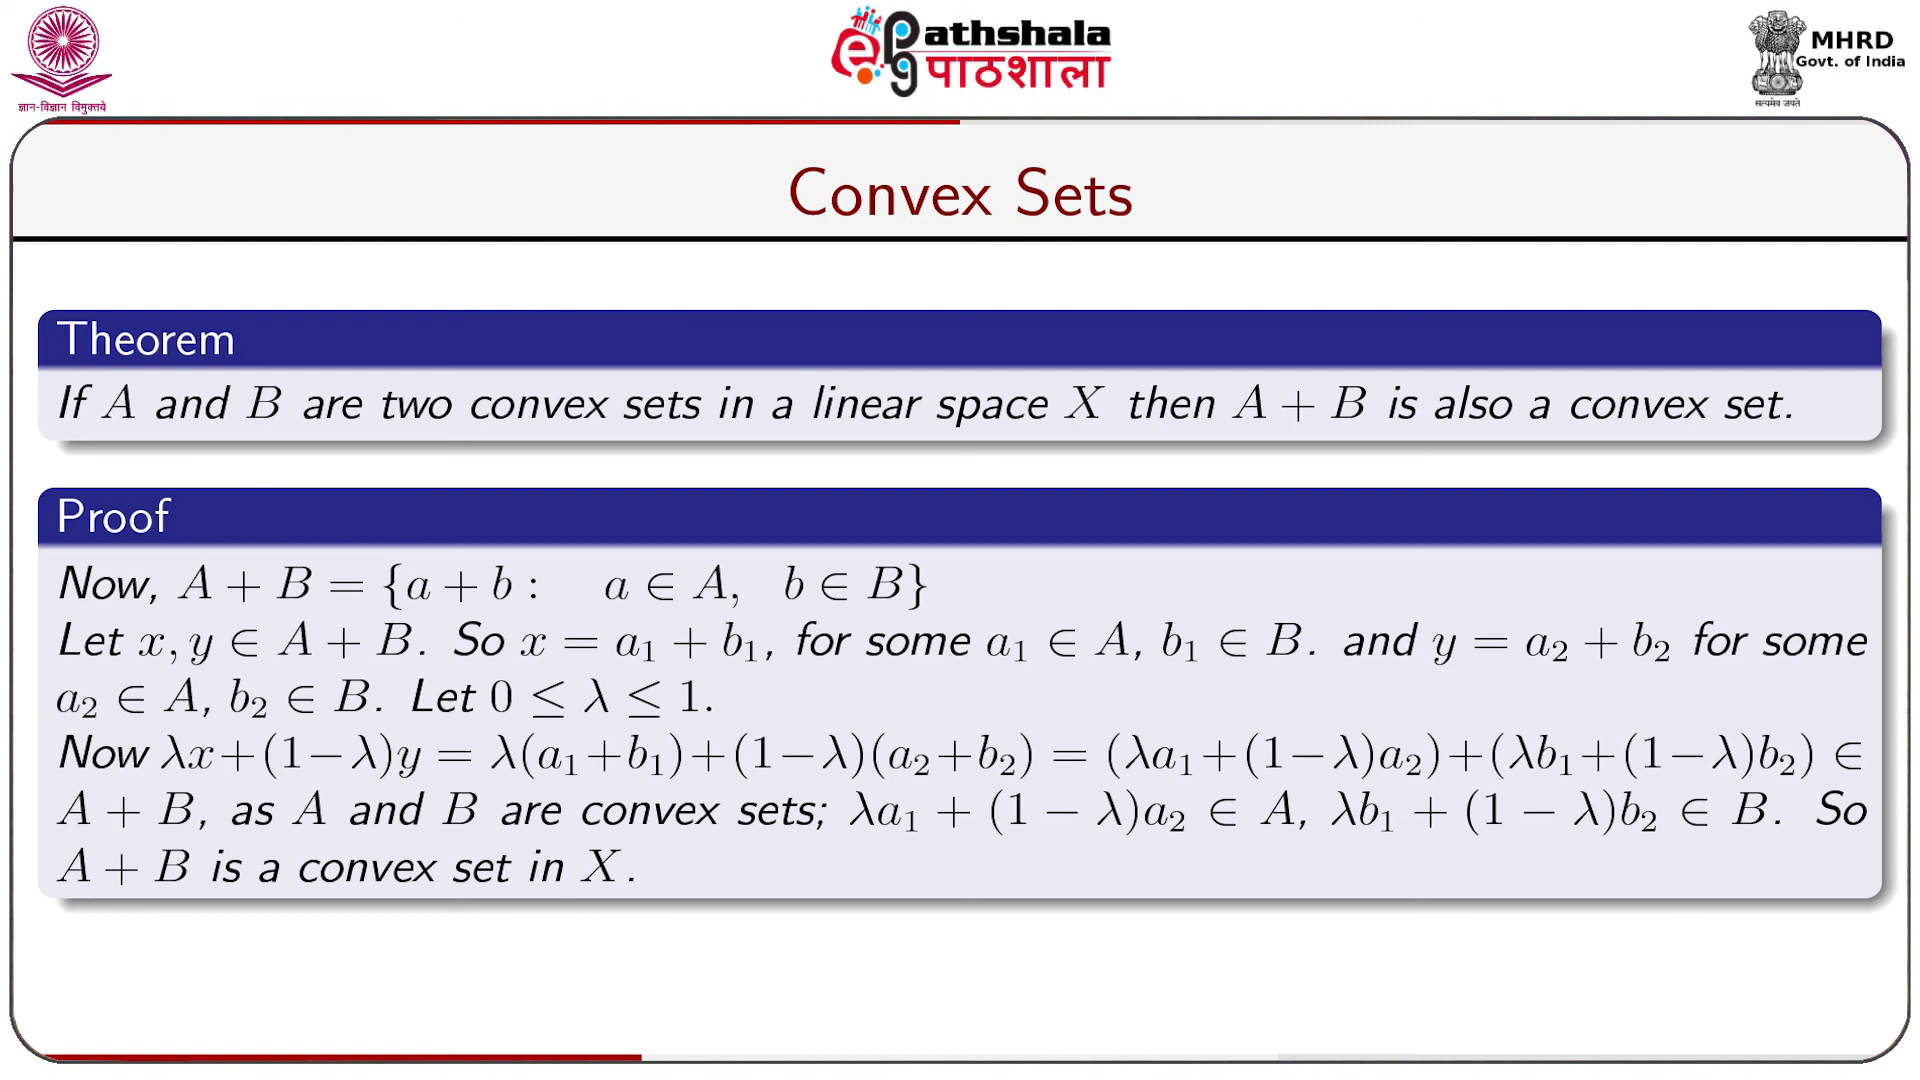 ज्ञान-विज्ञान विमुक्तये
ePathshala
पाठशाला
MHRD
Govt. of India
सत्यमेव जयते
Convex Sets
Theorem
If A and B are two convex sets in a linear space X then A + B is also a convex set.
Proof
Now, A + B = {a + b : a ∈ A, b ∈ B}
Let x, y ∈ A + B. So x = a₁ + b₁, for some a₁ ∈ A, b₁ ∈ B. and y = a₂ + b₂ for some
a₂ ∈ A, b₂ ∈ B. Let 0 ≤ λ ≤ 1.
Now λx+(1−λ)y = λ(a₁+b₁)+(1−λ)(a₂+b₂) = (λa₁+(1−λ)a₂)+(λb₁+(1−λ)b₂) ∈
A + B, as A and B are convex sets; λa₁ + (1 − λ)a₂ ∈ A, λb₁ + (1 − λ)b₂ ∈ B. So
A + B is a convex set in X.